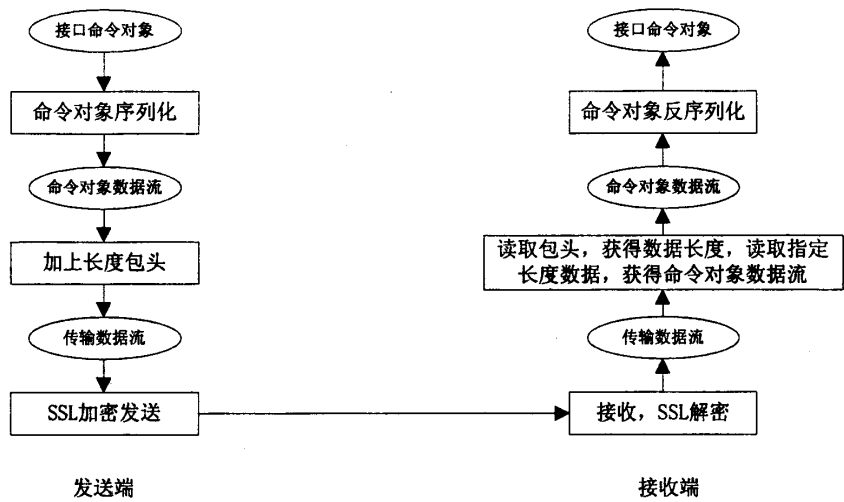 接口命令对象
命令对象序列化
命令对象数据流
加上长度包头
传输数据流
SSL加密发送
发送端
接口命令对象
命令对象反序列化
命令对象数据流
读取包头，获得数据长度，读取指定
长度数据，获得命令对象数据流
传输数据流
接收，SSL解密
接收端